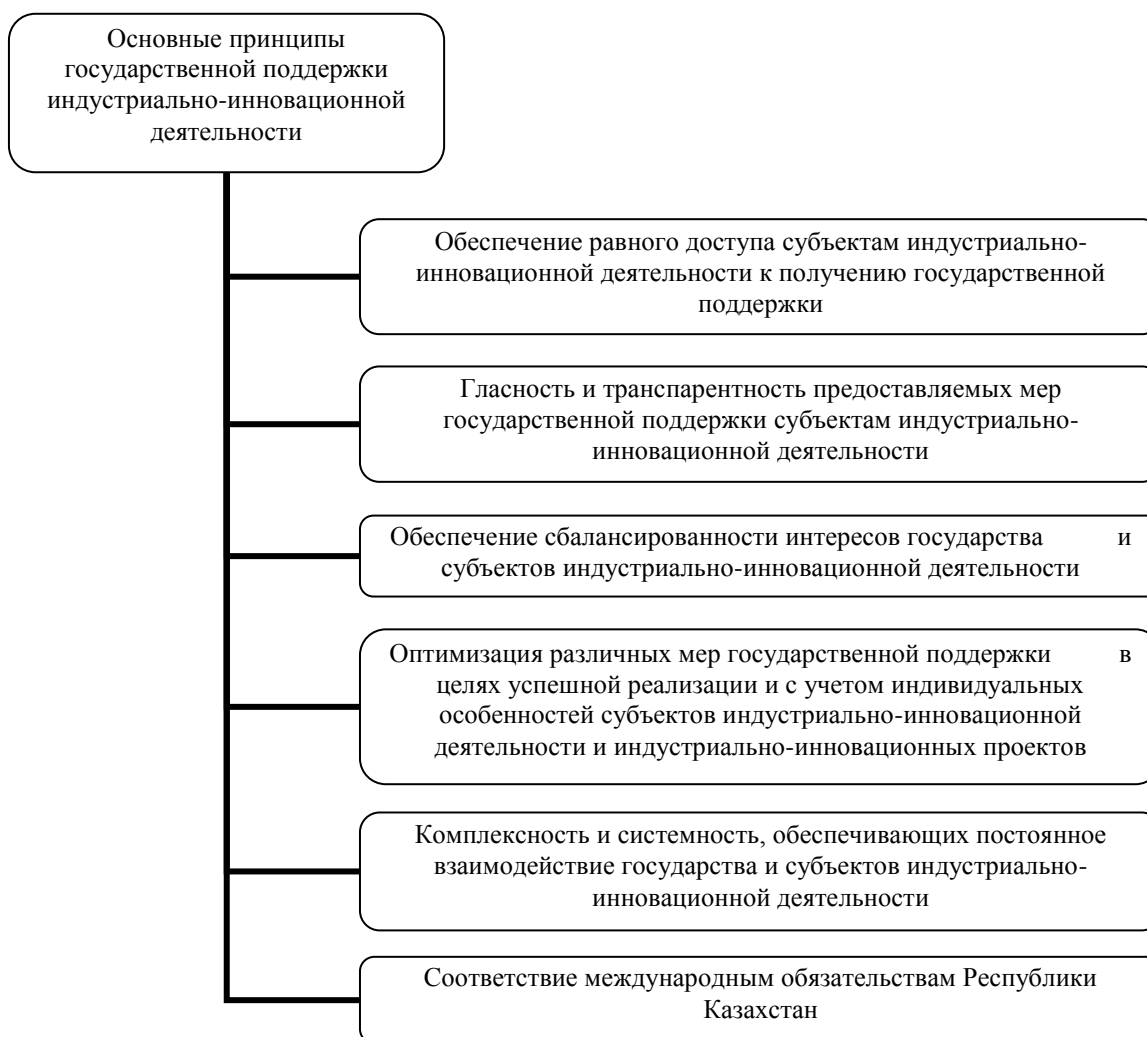 Основные принципы
государственной поддержки
индустриально-инновационной
деятельности
Обеспечение равного доступа субъектам индустриально-
инновационной деятельности к получению государственной
поддержки
Гласность и транспарентность предоставляемых мер
государственной поддержки субъектам индустриально-
инновационной деятельности
Обеспечение сбалансированности интересов государства и
субъектов индустриально-инновационной деятельности
Оптимизация различных мер государственной поддержки в
целях успешной реализации и с учетом индивидуальных
особенностей субъектов индустриально-инновационной
деятельности и индустриально-инновационных проектов
Комплексность и системность, обеспечивающих постоянное
взаимодействие государства и субъектов индустриально-
инновационной деятельности
Соответствие международным обязательствам Республики
Казахстан